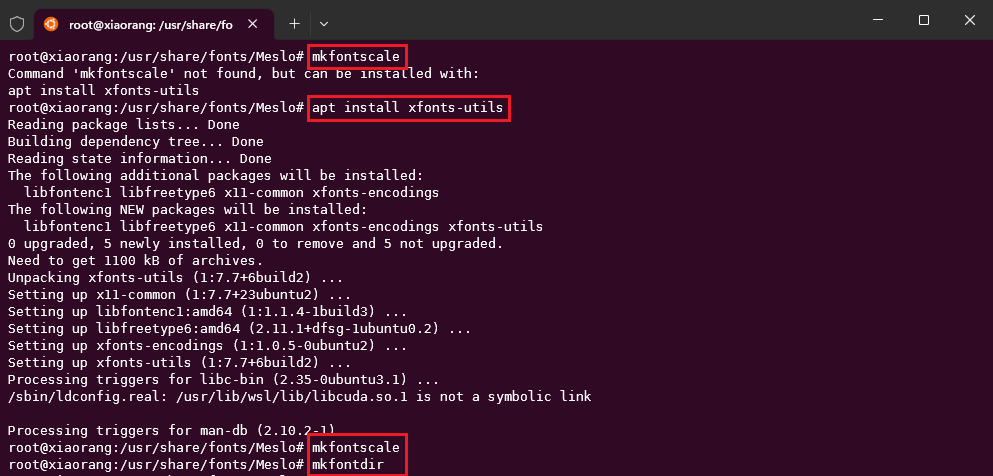 root@xiaorang: /usr/share/fo
root@xiaorang:/usr/share/fonts/Meslo# mkfontscale
Command 'mkfontscale' not found, but can be installed with:
apt install xfonts-utils
root@xiaorang:/usr/share/fonts/Meslo# apt install xfonts-utils
Reading package lists... Done
Building dependency tree... Done
Reading state information... Done
The following additional packages will be installed:
  libfontenc1 libfreetype6 x11-common xfonts-encodings
The following NEW packages will be installed:
  libfontenc1 libfreetype6 x11-common xfonts-encodings xfonts-utils
0 upgraded, 5 newly installed, 0 to remove and 5 not upgraded.
Need to get 1100 kB of archives.
Unpacking xfonts-utils (1:7.7+6build2) ...
Setting up x11-common (1:7.7+23ubuntu2) ...
Setting up libfontenc1:amd64 (1:1.1.4-1build3) ...
Setting up libfreetype6:amd64 (2.11.1+dfsg-1ubuntu0.2) ...
Setting up xfonts-encodings (1:1.0.5-0ubuntu2) ...
Setting up xfonts-utils (1:7.7+6build2) ...
Processing triggers for libc-bin (2.35-0ubuntu3.1) ...
/sbin/ldconfig.real: /usr/lib/wsl/lib/libcuda.so.1 is not a symbolic link
Processing triggers for man-db (2.10.2-1)
root@xiaorang:/usr/share/fonts/Meslo# mkfontscale
root@xiaorang:/usr/share/fonts/Meslo# mkfontdir